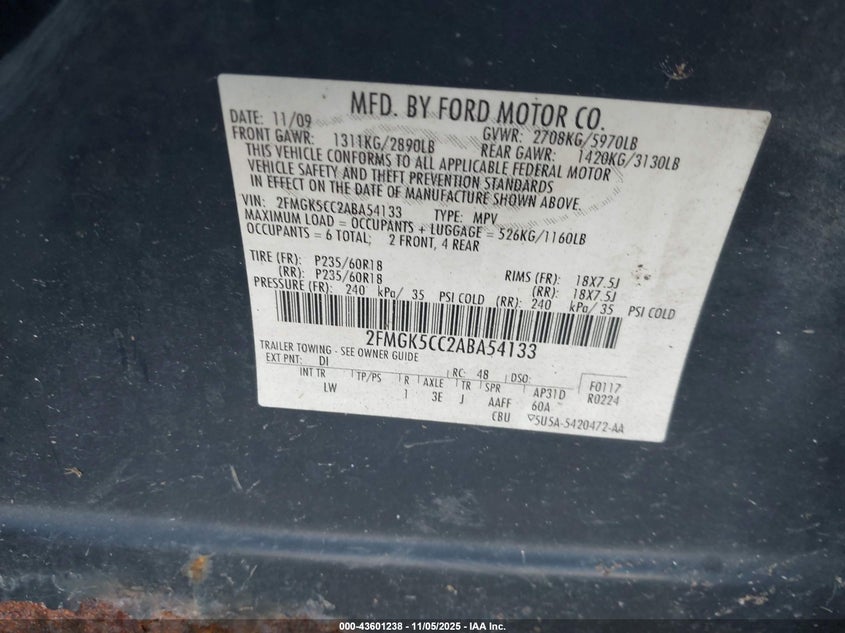 MFD. BY FORD MOTOR CO.
DATE: 11/09 GVWR: 2708KG/5970LB
FRONT GAWR: 1311KG/2890LB REAR GAWR: 1420KG/3130LB
THIS VEHICLE CONFORMS TO ALL APPLICABLE FEDERAL MOTOR
VEHICLE SAFETY AND THEFT PREVENTION STANDARDS
IN EFFECT ON THE DATE OF MANUFACTURE SHOWN ABOVE.
VIN: 2FMGK5CC2ABA54133 TYPE: MPV
MAXIMUM LOAD = OCCUPANTS + LUGGAGE = 526KG/1160LB
OCCUPANTS = 6 TOTAL; 2 FRONT, 4 REAR
TIRE (FR): P235/60R18 RIMS (FR): 18X7.5J
(RR): P235/60R18 (RR): 18X7.5J
PRESSURE (FR): 240 kPa/ 35 PSI COLD (RR): 240 kPa/35 PSI COLD
2FMGK5CC2ABA54133
TRAILER TOWING - SEE OWNER GUIDE
EXT PNT: DI RC: 48 DSO: F0117
INT TR TP/PS R AXLE TR SPR AP31D R0224
LW 1 3E J AAFF 60A
CBU ▽5U5A-5420472-AA
000-43601238 - 11/05/2025 - IAA Inc.